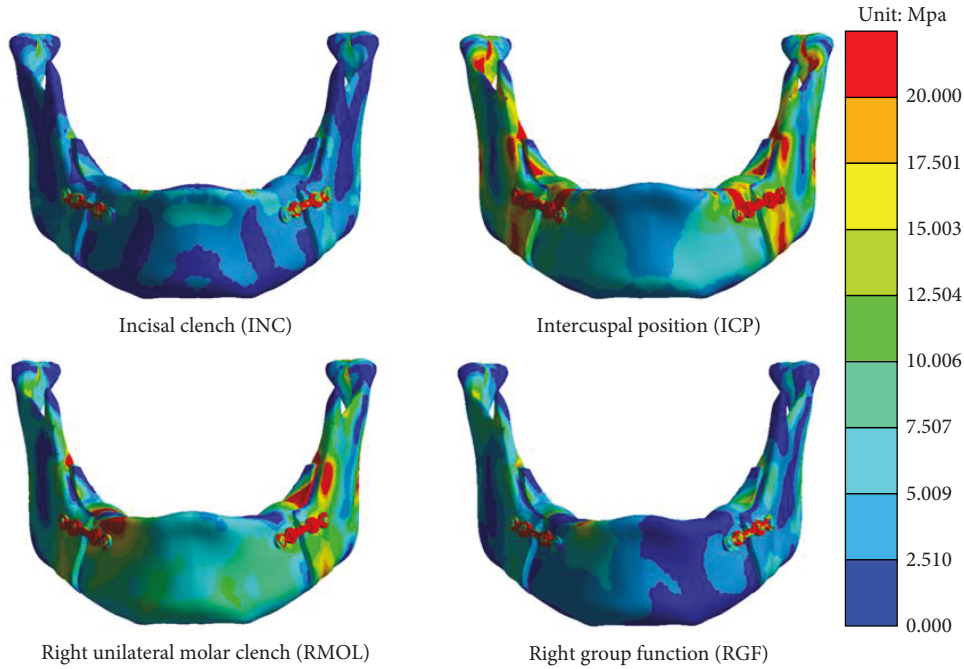 Unit: Mpa
20.000
17.501
15.003
12.504
10.006
7.507
5.009
2.510
0.000
Incisal clench (INC)
Intercuspal position (ICP)
Right unilateral molar clench (RMOL)
Right group function (RGF)